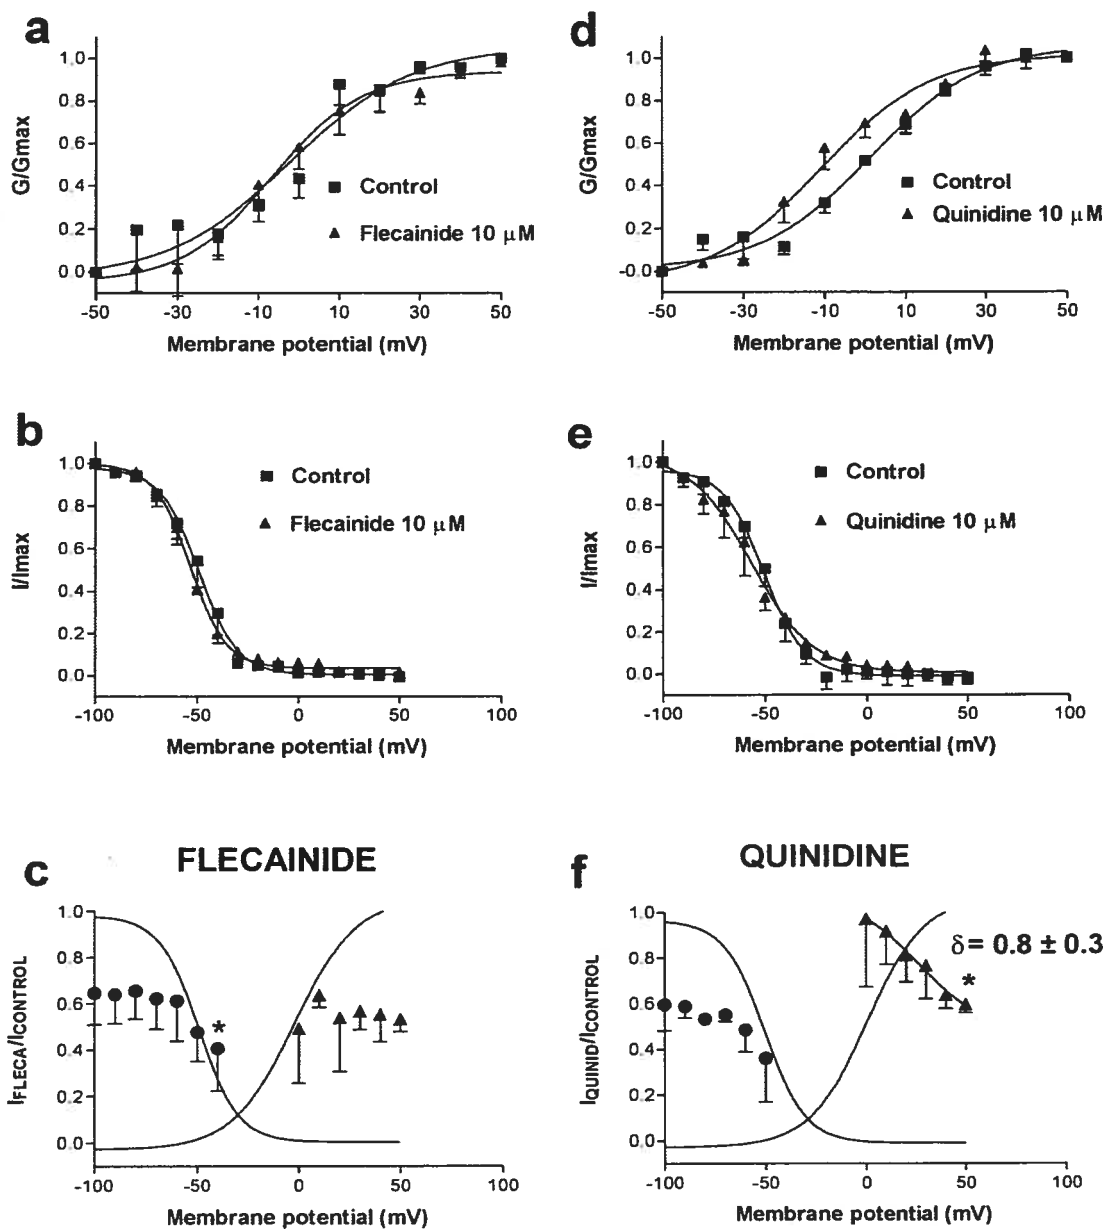 a
G/Gmax
1.0
0.8
0.6
0.4
0.2
0.0
-50
-30
-10
10
30
50
Membrane potential (mV)
Control
Flecainide 10 μM
d
G/Gmax
1.0
0.8
0.6
0.4
0.2
-0.0
-50
-30
-10
10
30
50
Membrane potential (mV)
Control
Quinidine 10 μM
b
I/Imax
1.0
0.8
0.6
0.4
0.2
0.0
-100
-50
0
50
100
Membrane potential (mV)
Control
Flecainide 10 μM
e
I/Imax
1.0
0.8
0.6
0.4
0.2
0.0
-100
-50
0
50
100
Membrane potential (mV)
Control
Quinidine 10 μM
c
FLECAINIDE
IFLECA/ICONTROL
1.0
0.8
0.6
0.4
0.2
0.0
*
-100
-50
0
50
100
Membrane potential (mV)
f
QUINIDINE
IQUINID/ICONTROL
1.0
0.8
0.6
0.4
0.2
0.0
δ= 0.8 ± 0.3
*
-100
-50
0
50
100
Membrane potential (mV)